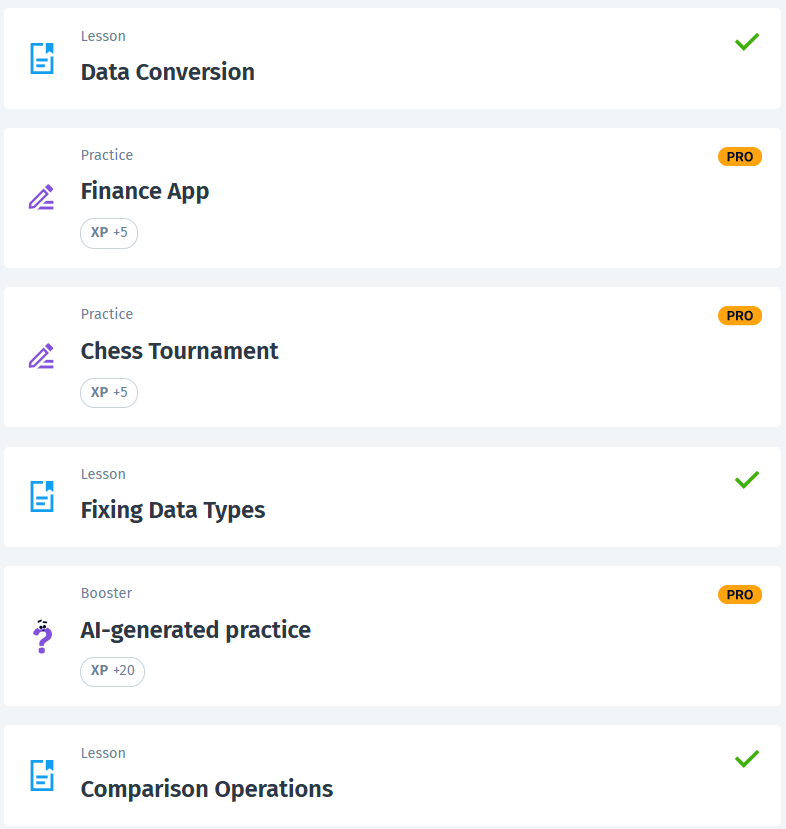 Lesson
Data Conversion
Practice
PRO
Finance App
XP +5
Practice
PRO
Chess Tournament
XP +5
Lesson
Fixing Data Types
Booster
PRO
AI-generated practice
XP +20
Lesson
Comparison Operations